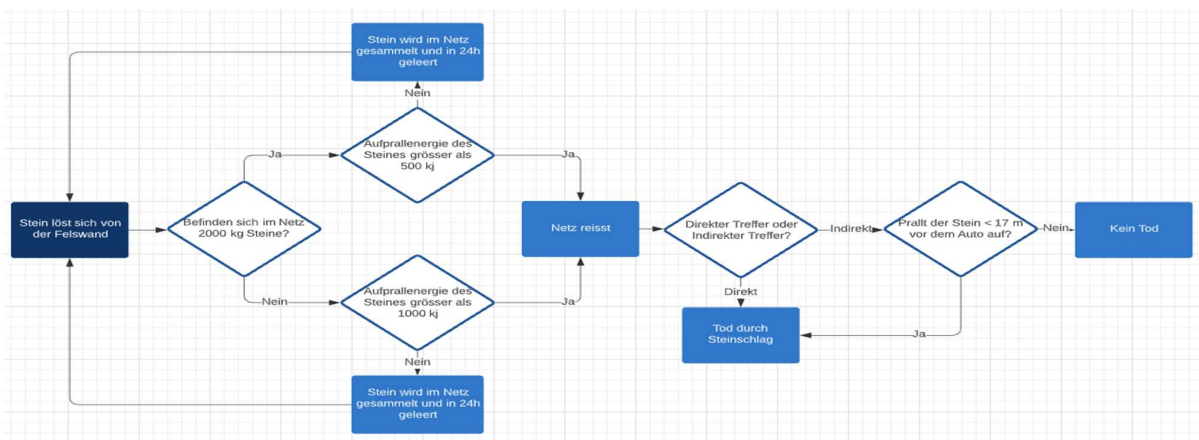 Stein wird im Netz
gesammelt und in 24h
geleert
Nein
Aufprallenergie des
Steines grösser als
500 kj
Ja
Ja
Stein löst sich von
der Felswand
Befinden sich im Netz
2000 kg Steine?
Netz reisst
Direkter Treffer oder
Indirekter Treffer?
Indirekt
Prallt der Stein < 17 m
vor dem Auto auf?
Nein
Kein Tod
Nein
Aufprallenergie des
Steines grösser als
1000 kj
Ja
Direkt
Tod durch
Steinschlag
Ja
Nein
Stein wird im Netz
gesammelt und in 24h
geleert